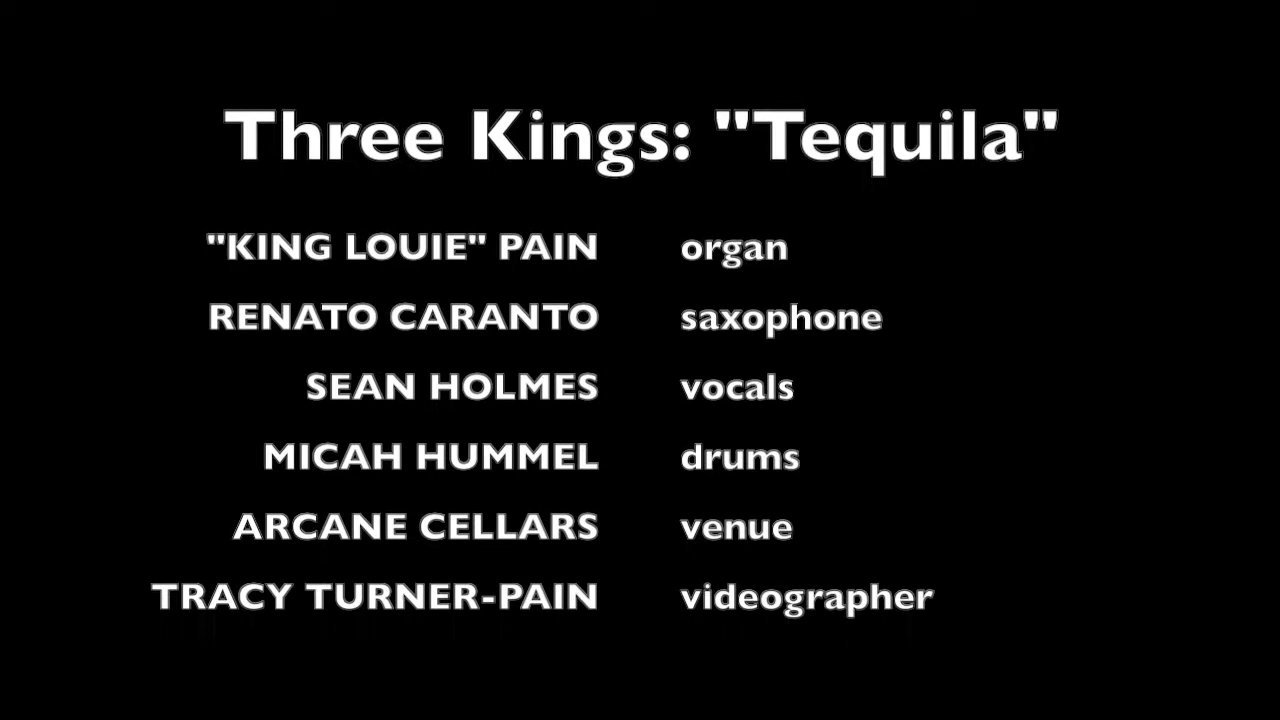 Three Kings: "Tequila"
"KING LOUIE" PAIN organ
RENATO CARANTO saxophone
SEAN HOLMES vocals
MICAH HUMMEL drums
ARCANE CELLARS venue
TRACY TURNER-PAIN videographer